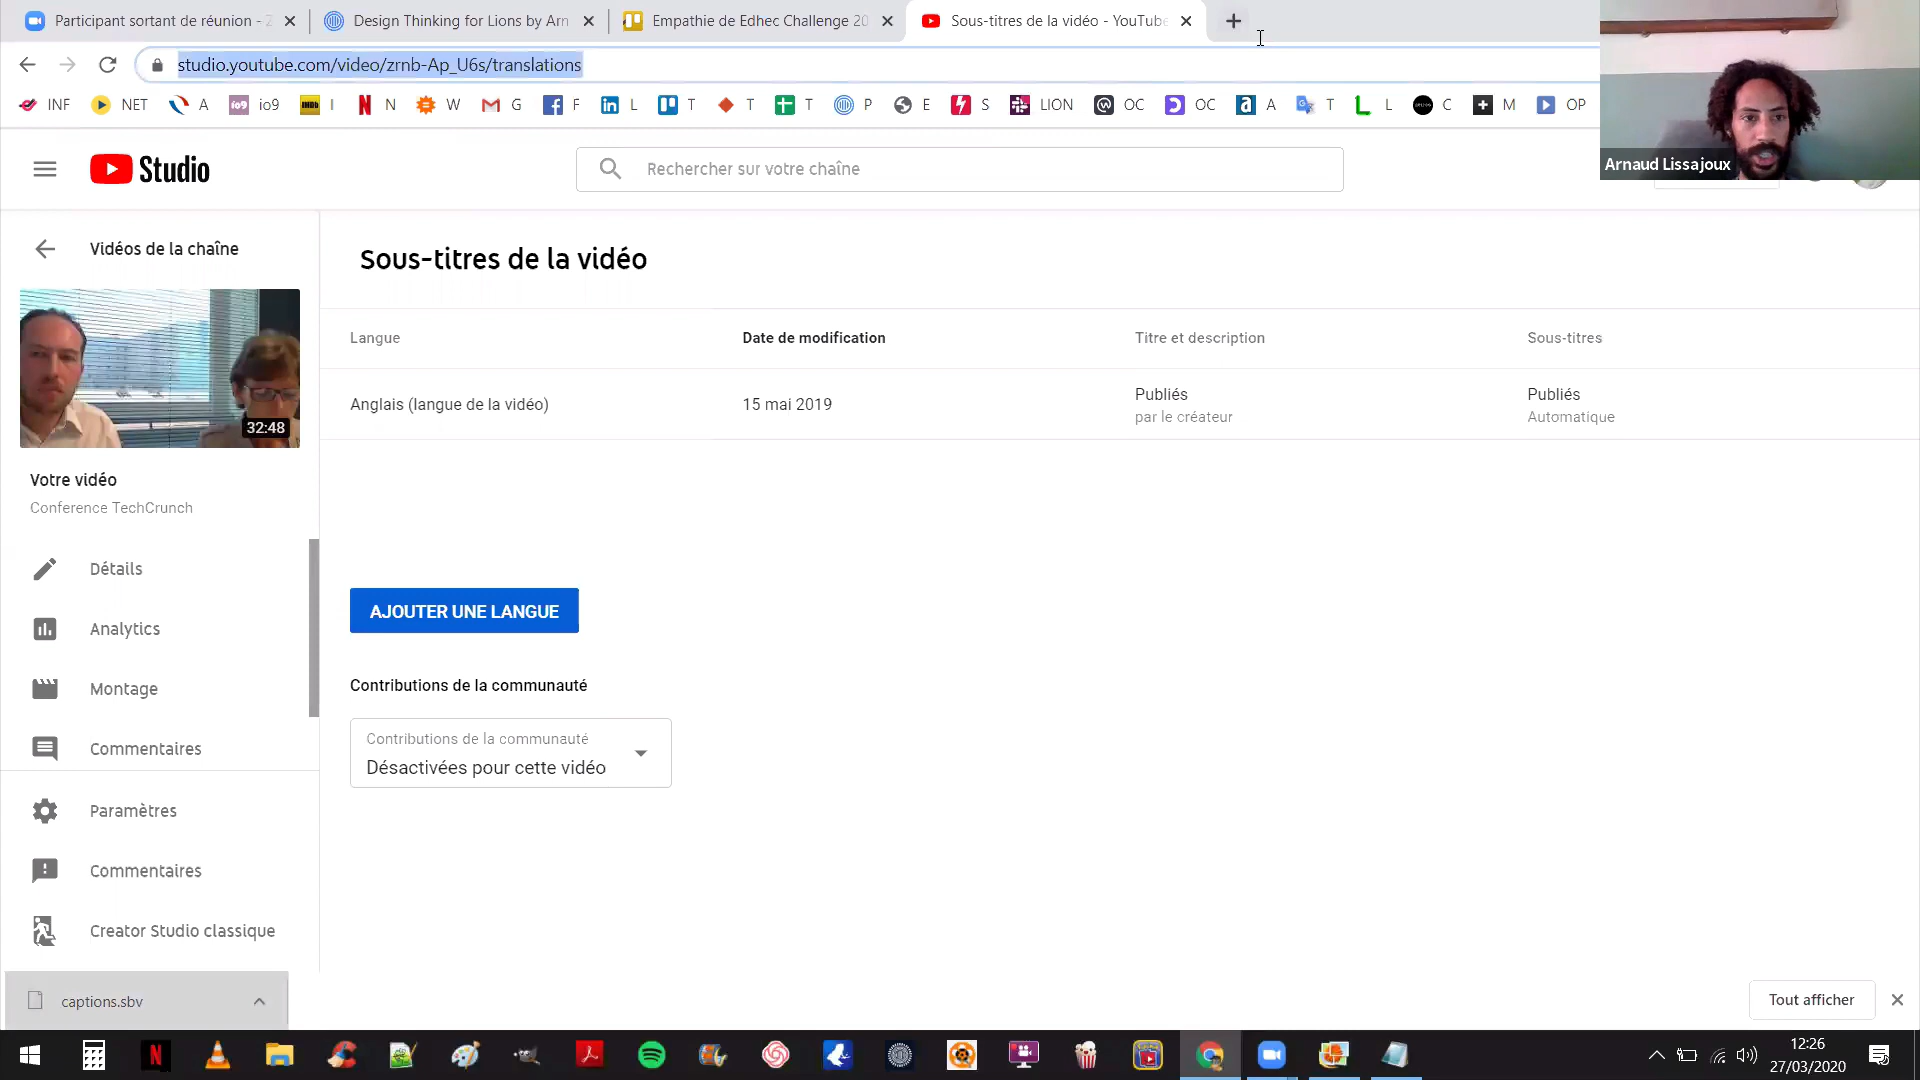 Participant sortant de réunion - Z
Design Thinking for Lions by Arn
Empathie de Edhec Challenge 20
Sous-titres de la vidéo - YouTube
studio.youtube.com/video/zrnb-Ap_U6s/translations
INF NET A io9 I N W G F L T T T P E S LION OC OC A T L C M OP
Studio
Rechercher sur votre chaîne
Arnaud Lissajoux
Vidéos de la chaîne
32:48
Votre vidéo
Conference TechCrunch
Détails
Analytics
Montage
Commentaires
Paramètres
Commentaires
Creator Studio classique
Sous-titres de la vidéo
Langue Date de modification Titre et description Sous-titres
Anglais (langue de la vidéo) 15 mai 2019 Publiés Publiés
par le créateur Automatique
AJOUTER UNE LANGUE
Contributions de la communauté
Contributions de la communauté
Désactivées pour cette vidéo
captions.sbv
Tout afficher
12:26
27/03/2020